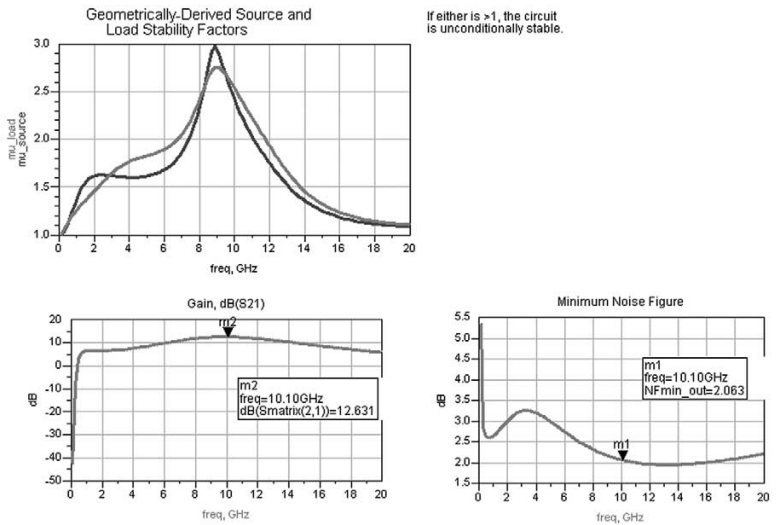 Geometrically-Derived Source and
Load Stability Factors
If either is >1, the circuit
is unconditionally stable.
mu_load
mu_source
3.0
2.5
2.0
1.5
1.0
0 2 4 6 8 10 12 14 16 18 20
freq, GHz
Gain, dB(S21)
dB
20
10
0
-10
-20
-30
-40
-50
m2
m2
freq=10.10GHz
dB(Smatrix(2,1))=12.631
0 2 4 6 8 10 12 14 16 18 20
freq, GHz
Minimum Noise Figure
dB
5.5
5.0
4.5
4.0
3.5
3.0
2.5
2.0
1.5
m1
freq=10.10GHz
NFmin_out=2.063
m1
0 2 4 6 8 10 12 14 16 18 20
freq, GHz